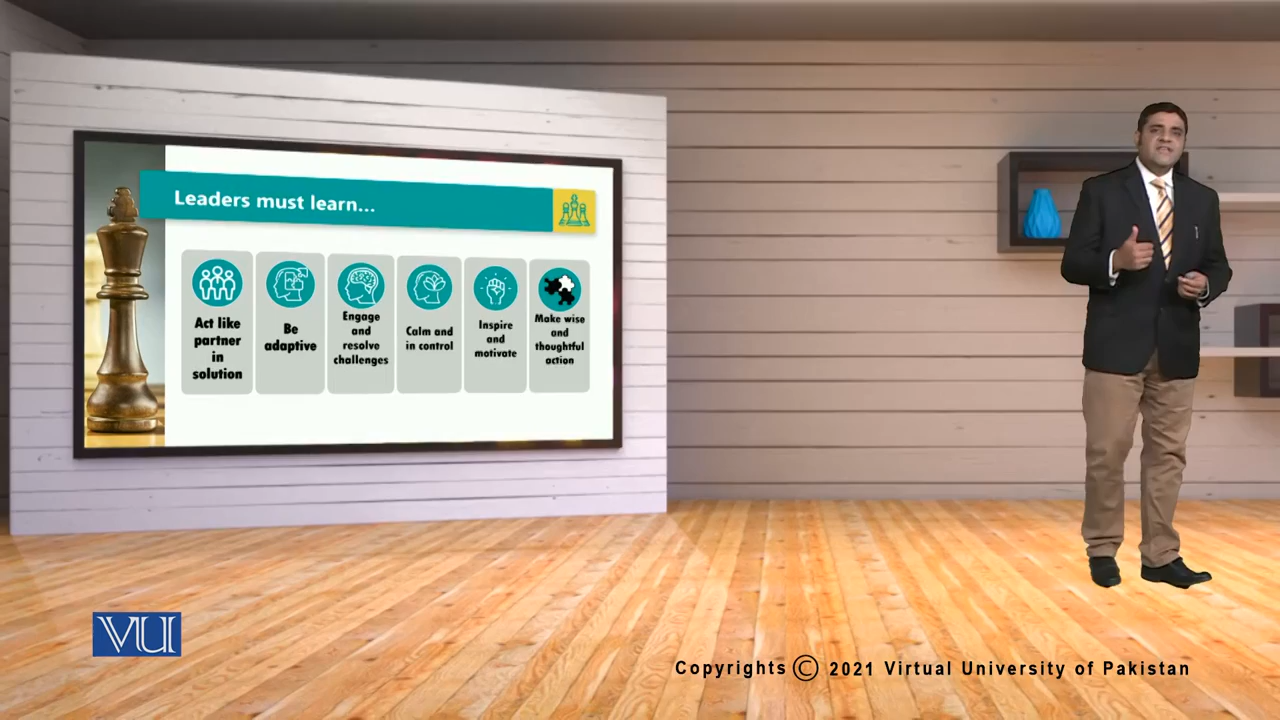 Leaders must learn...
Act like
partner
in
solution
Be
adaptive
Engage
and
resolve
challenges
Calm and
in control
Inspire
and
motivate
Make wise
and
thoughtful
action
VU
Copyrights © 2021 Virtual University of Pakistan